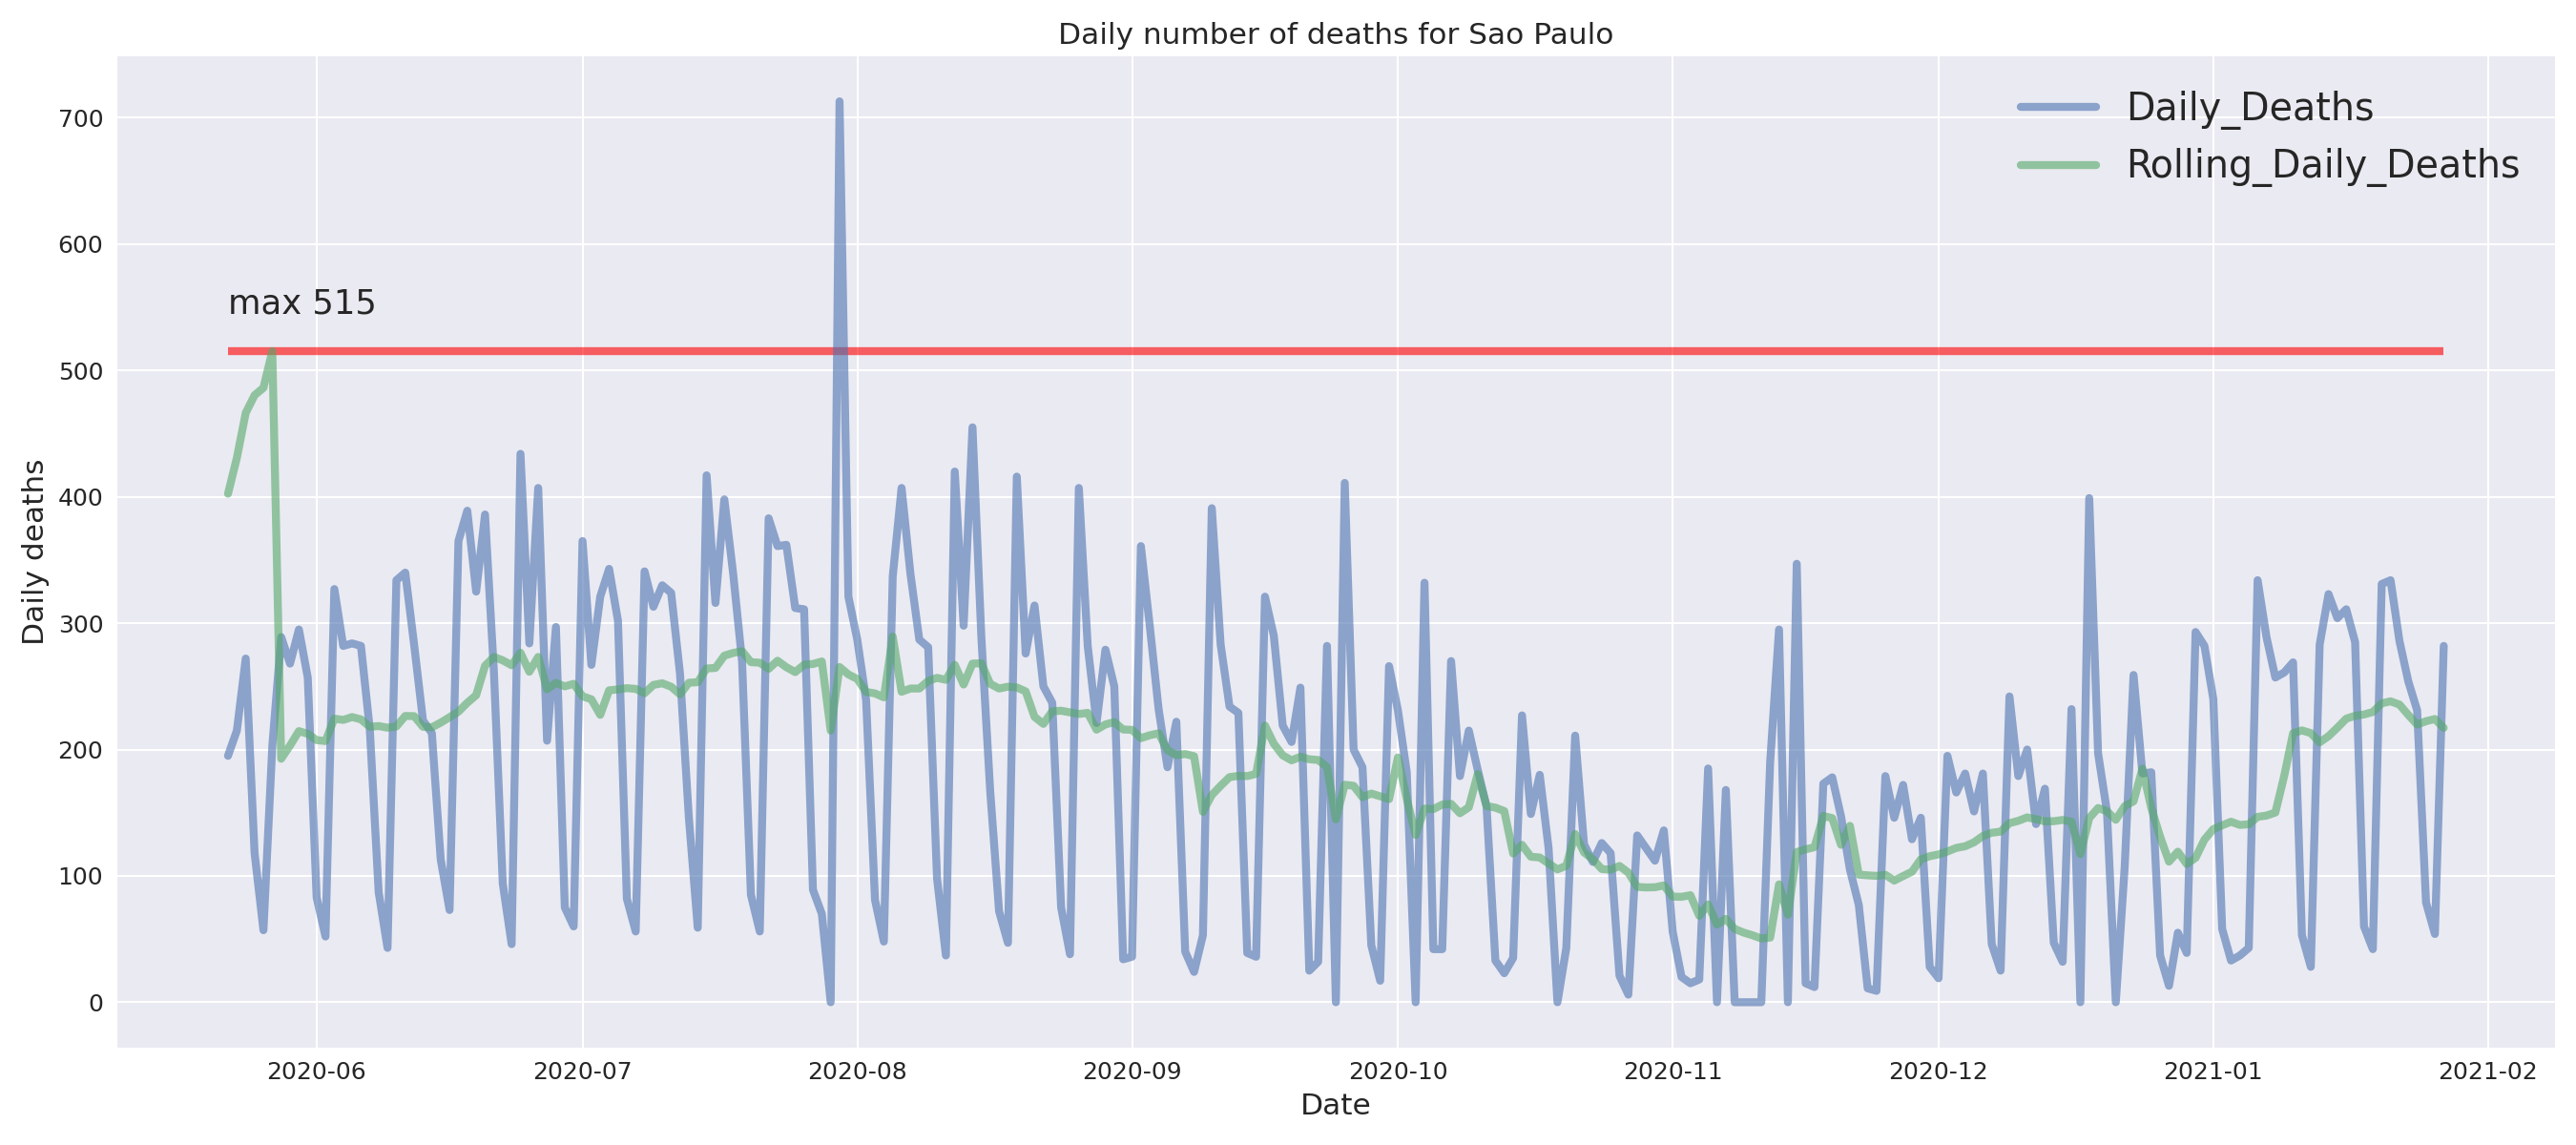 Daily number of deaths for Sao Paulo
Daily_Deaths
Rolling_Daily_Deaths
max 515
Daily deaths
700
600
500
400
300
200
100
0
2020-06 2020-07 2020-08 2020-09 2020-10 2020-11 2020-12 2021-01 2021-02
Date